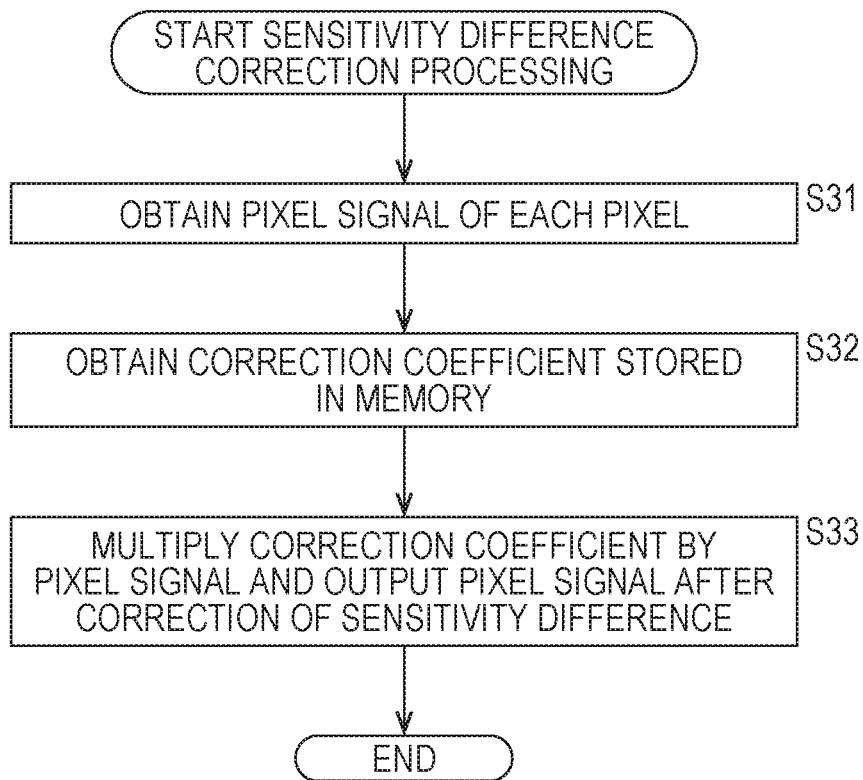 START SENSITIVITY DIFFERENCE
CORRECTION PROCESSING
OBTAIN PIXEL SIGNAL OF EACH PIXEL
S31
OBTAIN CORRECTION COEFFICIENT STORED
IN MEMORY
S32
MULTIPLY CORRECTION COEFFICIENT BY
PIXEL SIGNAL AND OUTPUT PIXEL SIGNAL AFTER
CORRECTION OF SENSITIVITY DIFFERENCE
S33
END